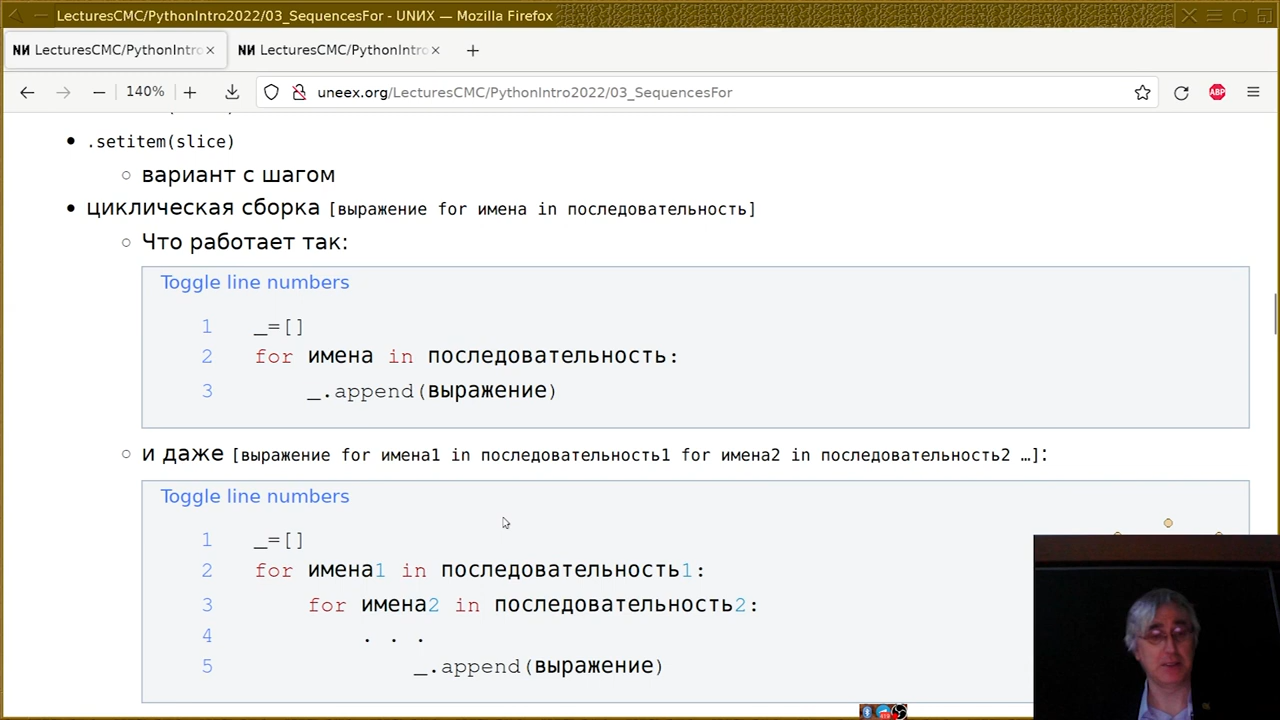 LecturesCMC/PythonIntro2022/03_SequencesFor - UNИX — Mozilla Firefox
NИ LecturesCMC/PythonIntro × NИ LecturesCMC/PythonIntro × +
140% uneex.org/LecturesCMC/PythonIntro2022/03_SequencesFor ABP
.setitem(slice)
вариант с шагом
циклическая сборка [выражение for имена in последовательность]
Что работает так:
Toggle line numbers
1 _=[]
2 for имена in последовательность:
3 _.append(выражение)
и даже [выражение for имена1 in последовательность1 for имена2 in последовательность2 …]:
Toggle line numbers
1 _=[]
2 for имена1 in последовательность1:
3 for имена2 in последовательность2:
4 . . .
5 _.append(выражение)